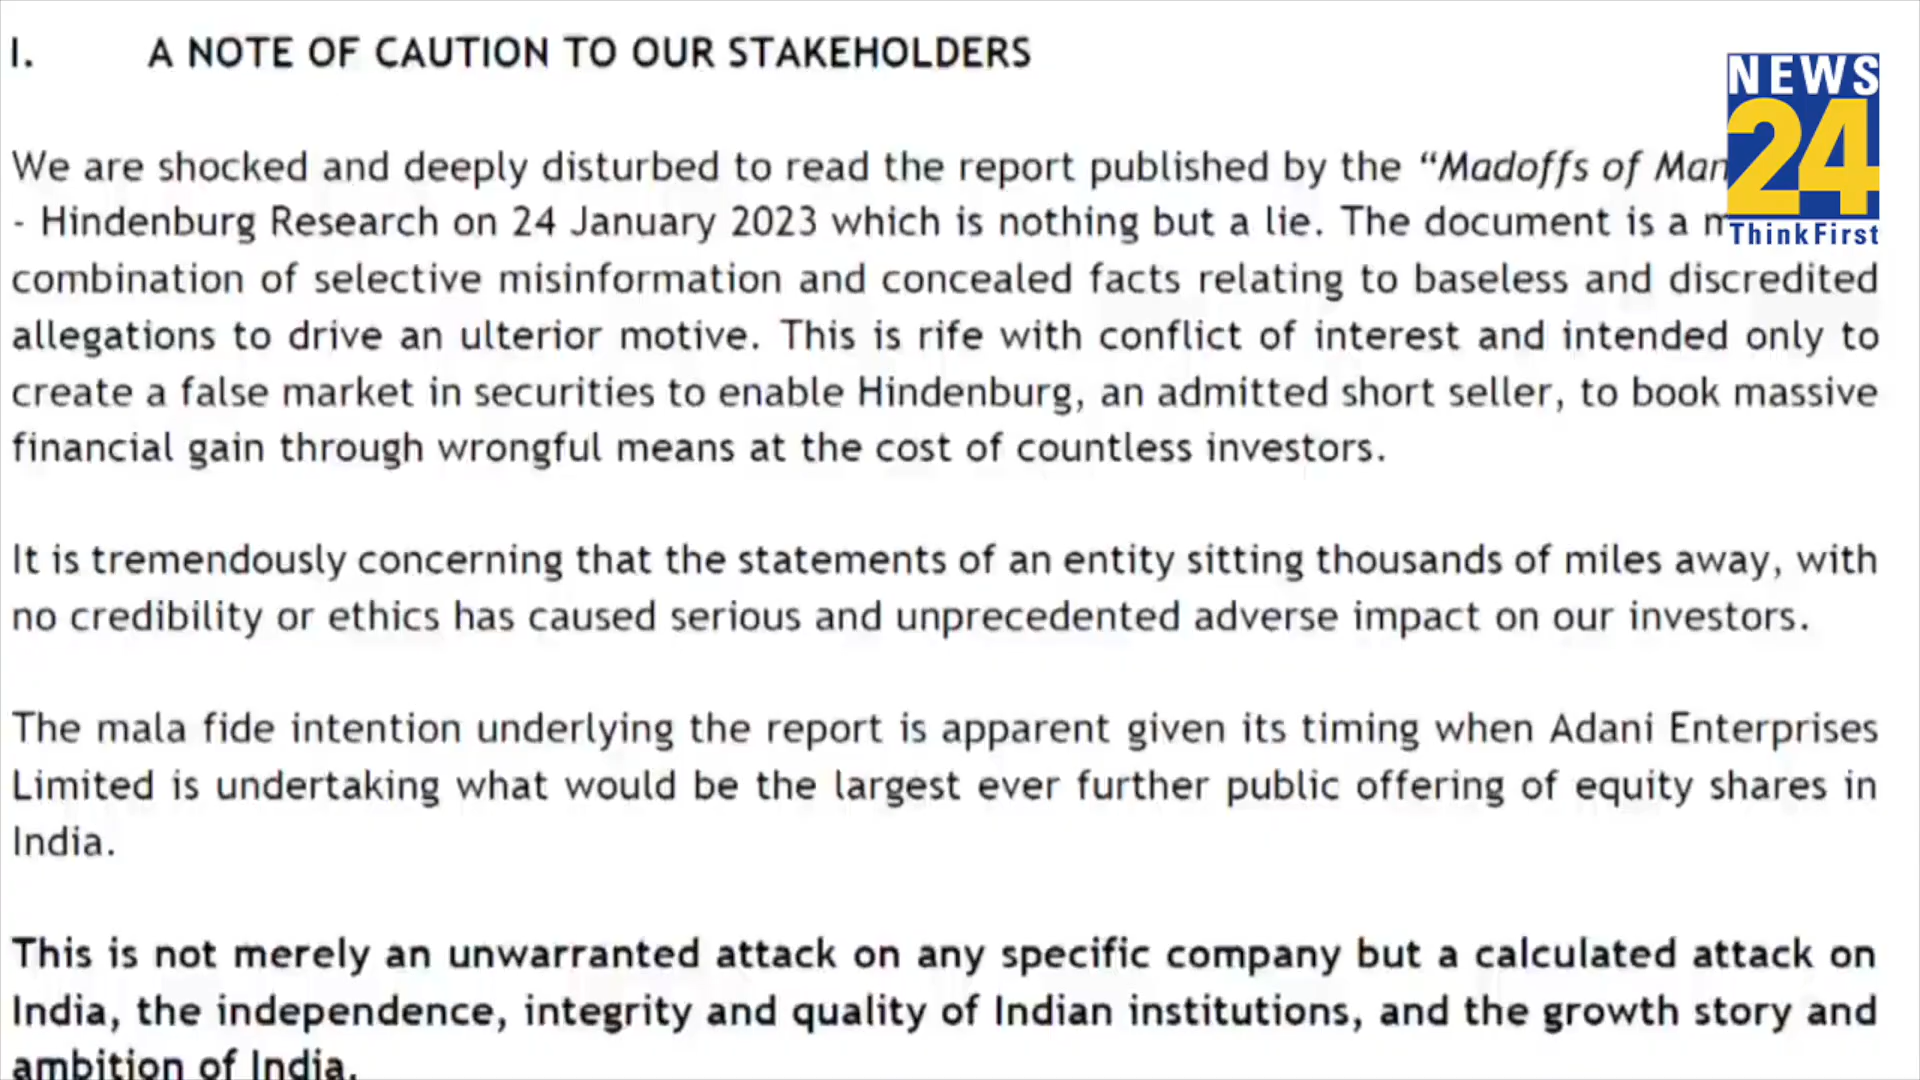 I. A NOTE OF CAUTION TO OUR STAKEHOLDERS
NEWS
24
ThinkFirst
We are shocked and deeply disturbed to read the report published by the “Madoffs of
- Hindenburg Research on 24 January 2023 which is nothing but a lie. The document is a
combination of selective misinformation and concealed facts relating to baseless and discredited
allegations to drive an ulterior motive. This is rife with conflict of interest and intended only to
create a false market in securities to enable Hindenburg, an admitted short seller, to book massive
financial gain through wrongful means at the cost of countless investors.
It is tremendously concerning that the statements of an entity sitting thousands of miles away, with
no credibility or ethics has caused serious and unprecedented adverse impact on our investors.
The mala fide intention underlying the report is apparent given its timing when Adani Enterprises
Limited is undertaking what would be the largest ever further public offering of equity shares in
India.
This is not merely an unwarranted attack on any specific company but a calculated attack on
India, the independence, integrity and quality of Indian institutions, and the growth story and
ambition of India.